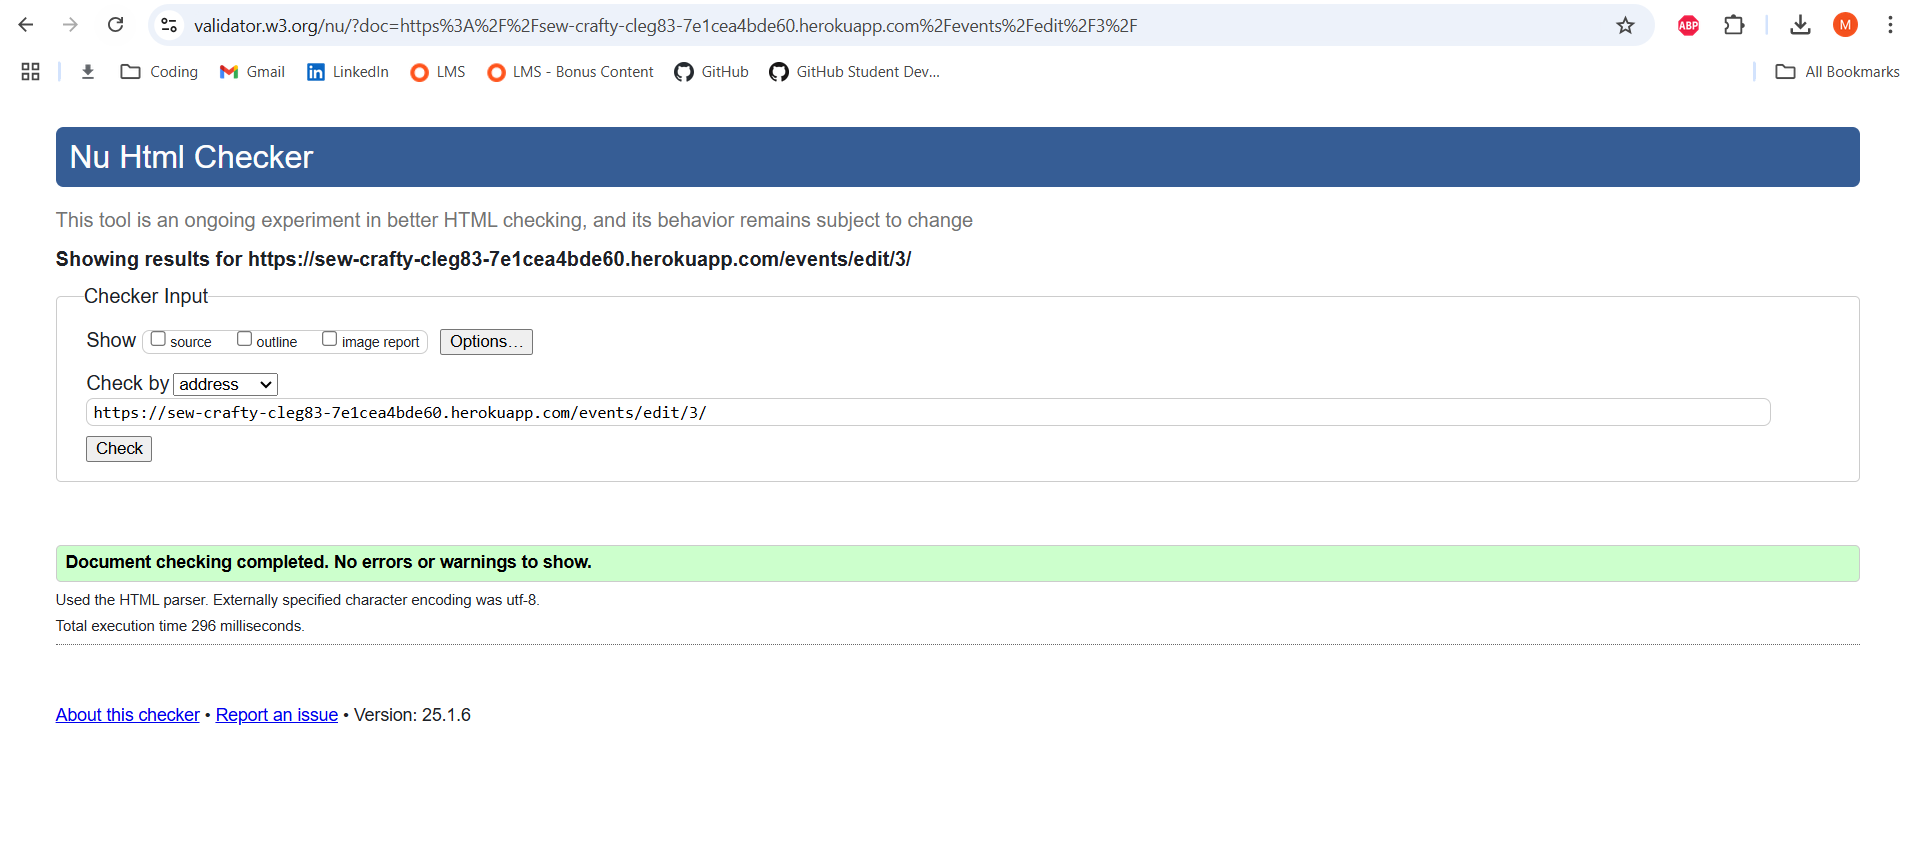 validator.w3.org/nu/?doc=https%3A%2F%2Fsew-crafty-cleg83-7e1cea4bde60.herokuapp.com%2Fevents%2Fedit%2F3%2F
ABP
M
Coding
Gmail
LinkedIn
LMS
LMS - Bonus Content
GitHub
GitHub Student Dev...
All Bookmarks
Nu Html Checker
This tool is an ongoing experiment in better HTML checking, and its behavior remains subject to change
Showing results for https://sew-crafty-cleg83-7e1cea4bde60.herokuapp.com/events/edit/3/
Checker Input
Show source outline image report Options...
Check by address
https://sew-crafty-cleg83-7e1cea4bde60.herokuapp.com/events/edit/3/
Check
Document checking completed. No errors or warnings to show.
Used the HTML parser. Externally specified character encoding was utf-8.
Total execution time 296 milliseconds.
About this checker • Report an issue • Version: 25.1.6